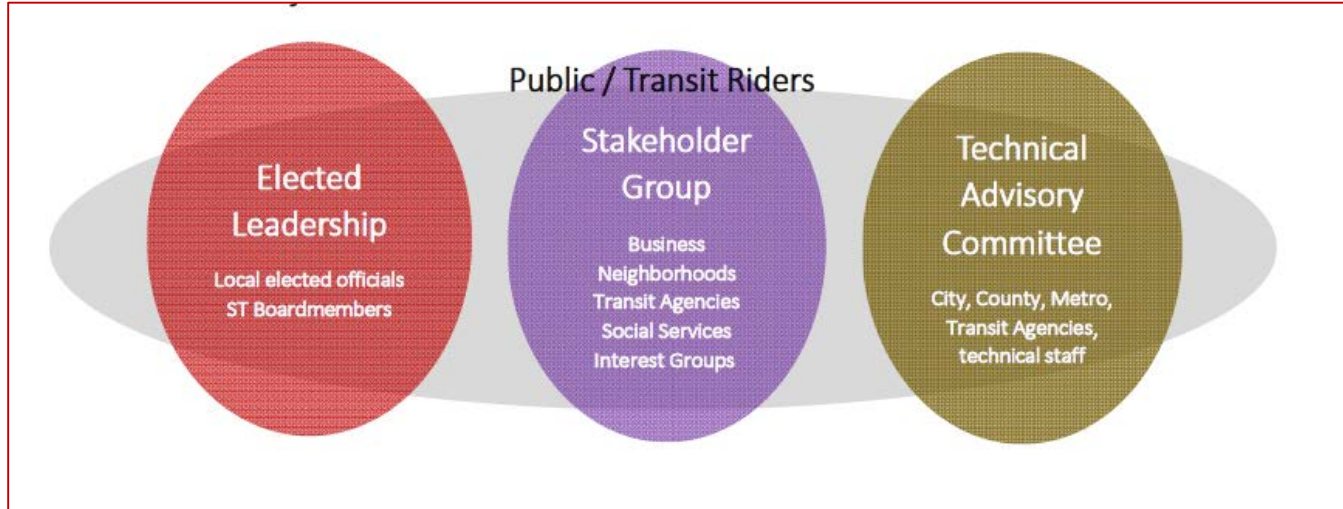 Public / Transit Riders
Elected
Leadership
Local elected officials
ST Boardmembers
Stakeholder
Group
Business
Neighborhoods
Transit Agencies
Social Services
Interest Groups
Technical
Advisory
Committee
City, County, Metro,
Transit Agencies,
technical staff